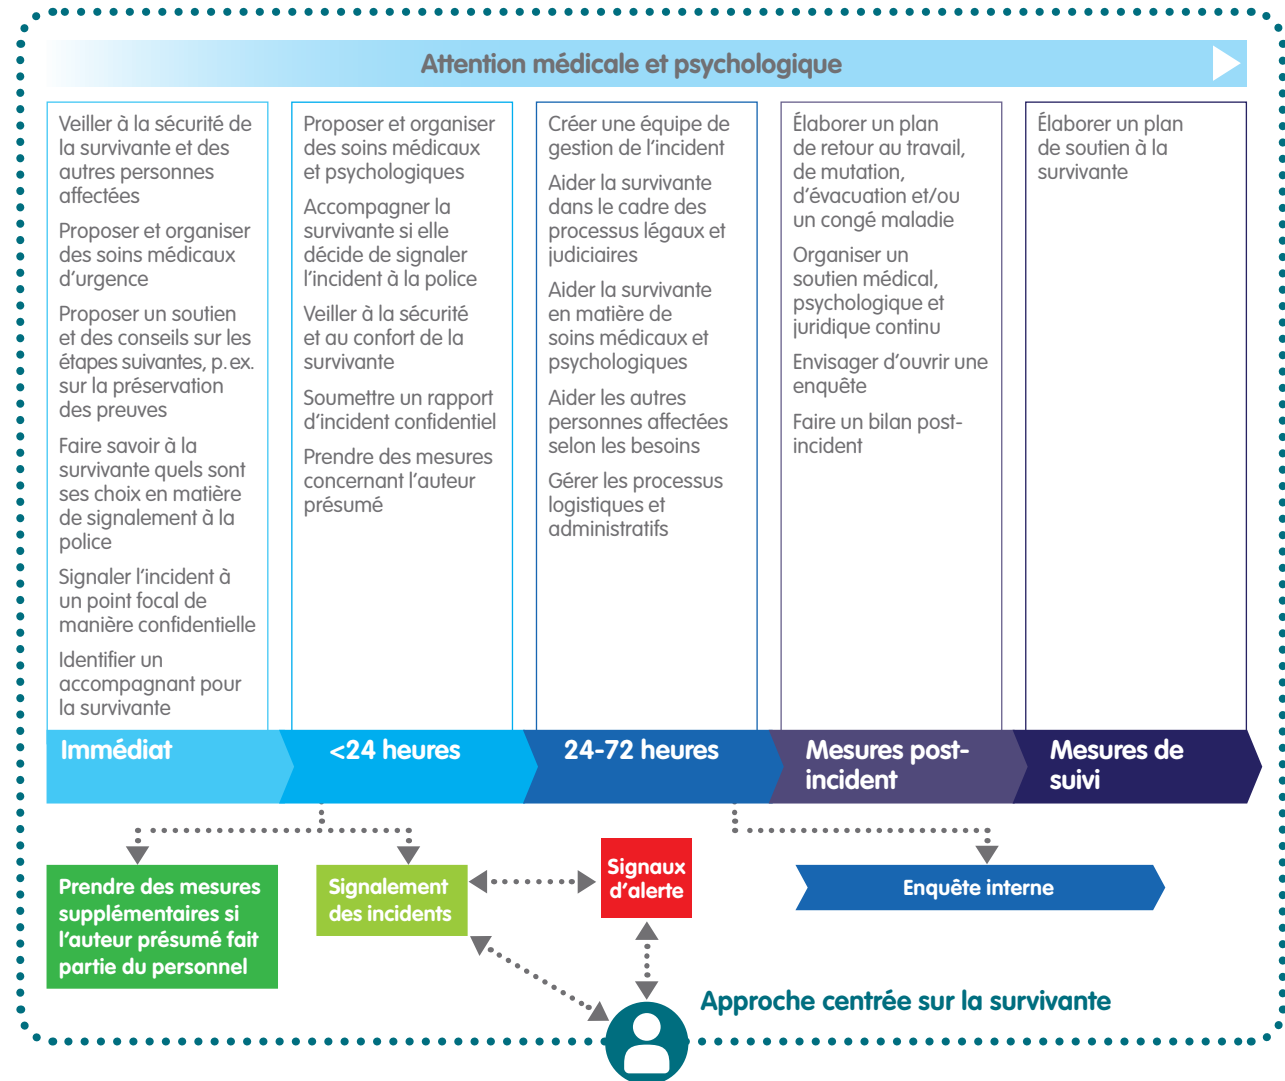 Attention médicale et psychologique
Veiller à la sécurité de
la survivante et des
autres personnes
affectées
Proposer et organiser
des soins médicaux
d'urgence
Proposer un soutien
et des conseils sur les
étapes suivantes, p. ex.
sur la préservation
des preuves
Faire savoir à la
survivante quels sont
ses choix en matière
de signalement à la
police
Signaler l'incident à
un point focal de
manière confidentielle
Identifier un
accompagnant pour
la survivante
Immédiat
Proposer et organiser
des soins médicaux
et psychologiques
Accompagner la
survivante si elle
décide de signaler
l'incident à la police
Veiller à la sécurité
et au confort de la
survivante
Soumettre un rapport
d'incident confidentiel
Prendre des mesures
concernant l'auteur
présumé
<24 heures
Créer une équipe de
gestion de l'incident
Aider la survivante
dans le cadre des
processus légaux et
judiciaires
Aider la survivante
en matière de
soins médicaux et
psychologiques
Aider les autres
personnes affectées
selon les besoins
Gérer les processus
logistiques et
administratifs
24-72 heures
Élaborer un plan
de retour au travail,
de mutation,
d'évacuation et/ou
un congé maladie
Organiser un
soutien médical,
psychologique et
juridique continu
Envisager d'ouvrir une
enquête
Faire un bilan post-
incident
Mesures post-
incident
Élaborer un plan
de soutien à la
survivante
Mesures de
suivi
Prendre des mesures
supplémentaires si
l'auteur présumé fait
partie du personnel
Signalement
des incidents
Signaux
d'alerte
Enquête interne
Approche centrée sur la survivante